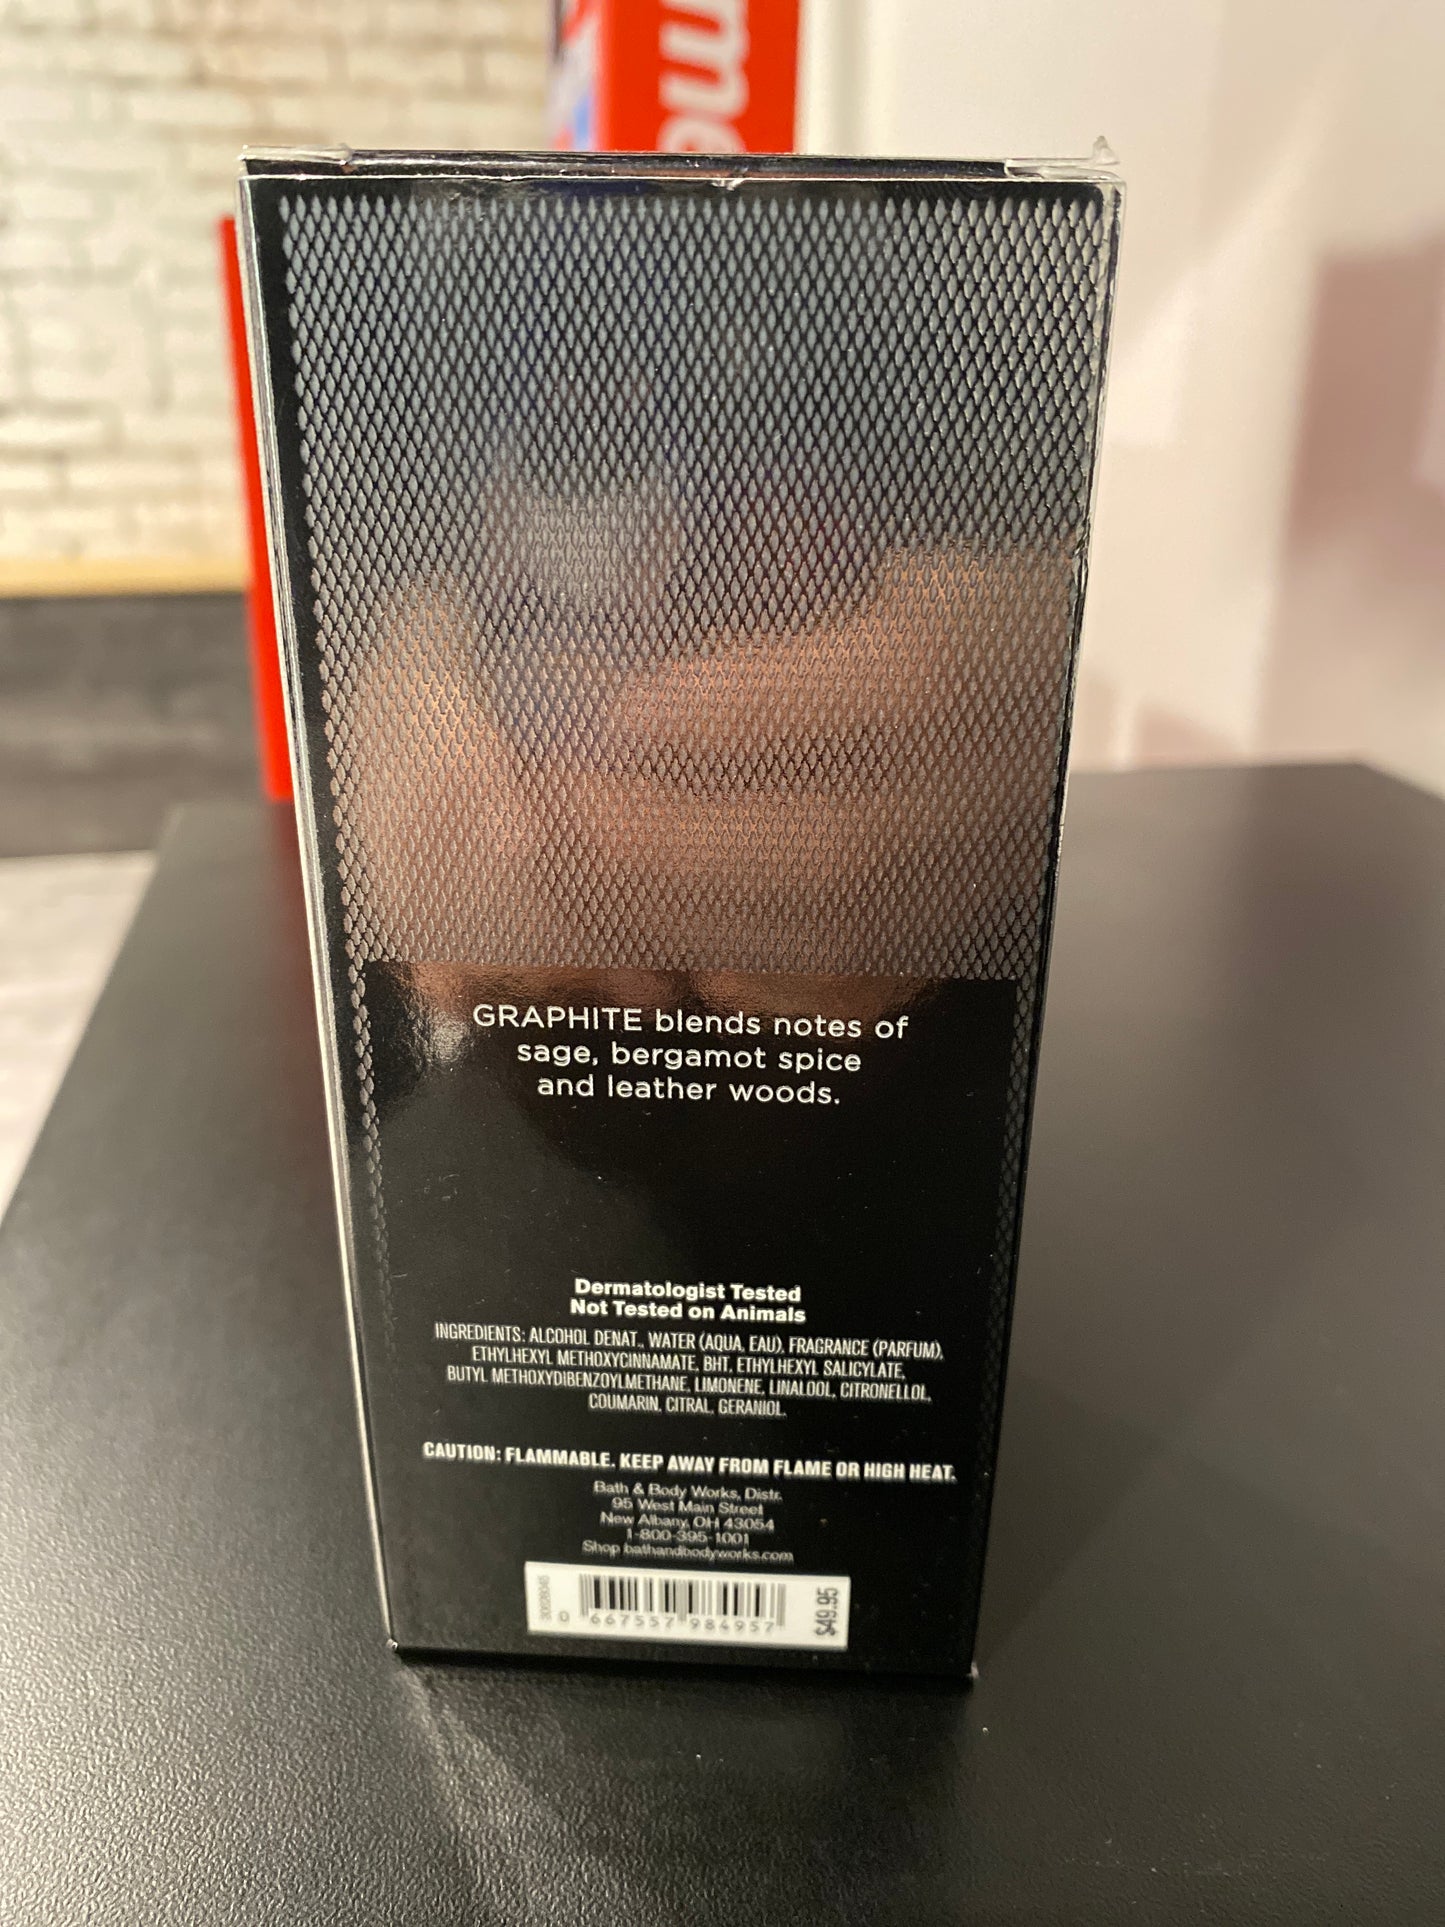 me
GRAPHITE blends notes of
sage, bergamot spice
and leather woods.
Dermatologist Tested
Not Tested on Animals
INGREDIENTS: ALCOHOL DENAT., WATER (AQUA, EAU), FRAGRANCE (PARFUM),
ETHYLHEXYL METHOXYCINNAMATE, BHT, ETHYLHEXYL SALICYLATE,
BUTYL METHOXYDIBENZOYLMETHANE, LIMONENE, LINALOOL, CITRONELLOL,
COUMARIN, CITRAL, GERANIOL.
CAUTION: FLAMMABLE. KEEP AWAY FROM FLAME OR HIGH HEAT.
Bath & Body Works, Distr.
95 West Main Street
New Albany, OH 43054
1-800-395-1001
Shop bathandbodyworks.com
0 667557 984957
$49.95